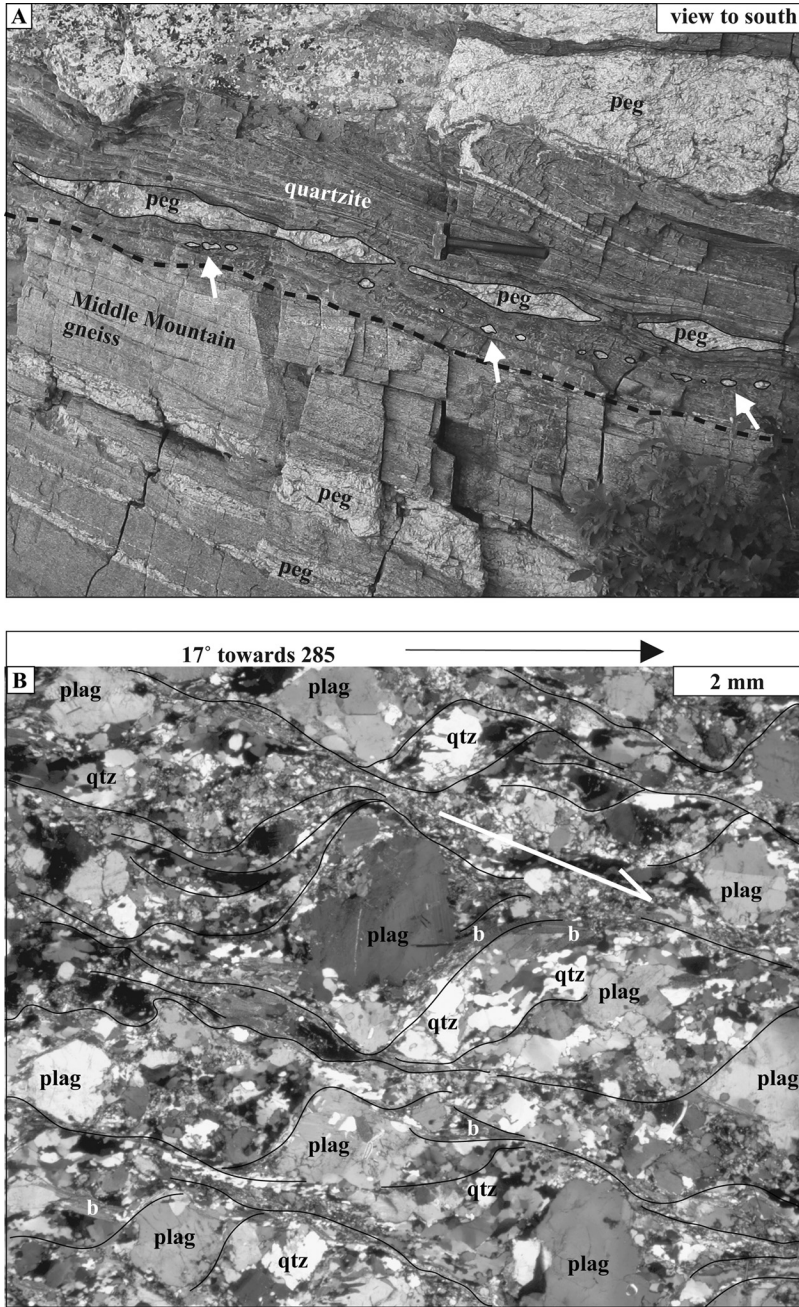 A
view to south
peg
quartzite
peg
peg
peg
Middle Mountain
gneiss
peg
peg
17° towards 285
B
2 mm
plag
plag
qtz
qtz
plag
plag
b
b
qtz
plag
qtz
plag
plag
plag
b
qtz
b
plag
qtz
plag